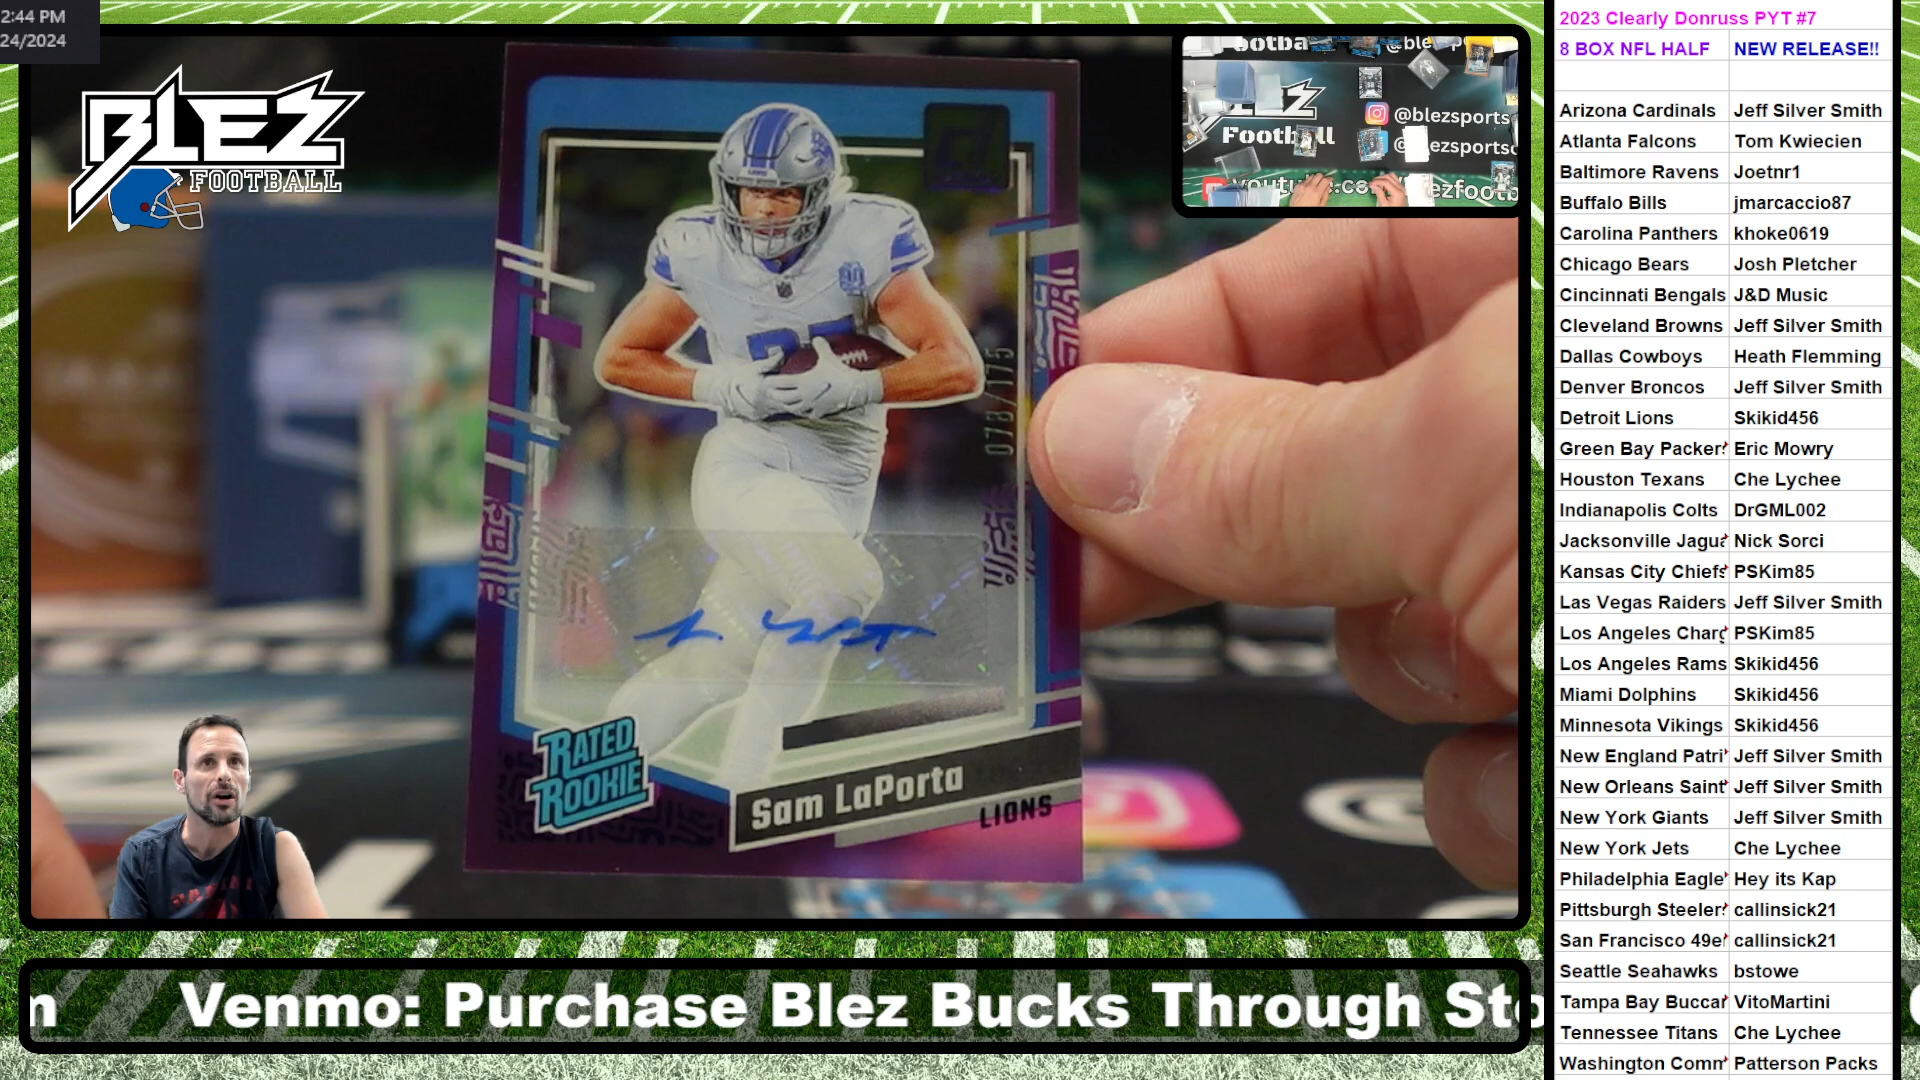 2:44 PM
24/2024
BLEZ
FOOTBALL
Sam LaPorta
LIONS
RATED
ROOKIE
078/175
@blezsports
Football
Venmo: Purchase Blez Bucks Through Sto
2023 Clearly Donruss PYT #7
8 BOX NFL HALF NEW RELEASE!!
Arizona Cardinals Jeff Silver Smith
Atlanta Falcons Tom Kwiecien
Baltimore Ravens Joetnr1
Buffalo Bills jmarcaccio87
Carolina Panthers khoke0619
Chicago Bears Josh Pletcher
Cincinnati Bengals J&D Music
Cleveland Browns Jeff Silver Smith
Dallas Cowboys Heath Flemming
Denver Broncos Jeff Silver Smith
Detroit Lions Skikid456
Green Bay Packers Eric Mowry
Houston Texans Che Lychee
Indianapolis Colts DrGML002
Jacksonville Jagua Nick Sorci
Kansas City Chiefs PSKim85
Las Vegas Raiders Jeff Silver Smith
Los Angeles Charg PSKim85
Los Angeles Rams Skikid456
Miami Dolphins Skikid456
Minnesota Vikings Skikid456
New England Patri Jeff Silver Smith
New Orleans Saint Jeff Silver Smith
New York Giants Jeff Silver Smith
New York Jets Che Lychee
Philadelphia Eagle Hey its Kap
Pittsburgh Steelers callinsick21
San Francisco 49e callinsick21
Seattle Seahawks bstowe
Tampa Bay Buccar VitoMartini
Tennessee Titans Che Lychee
Washington Comm Patterson Packs